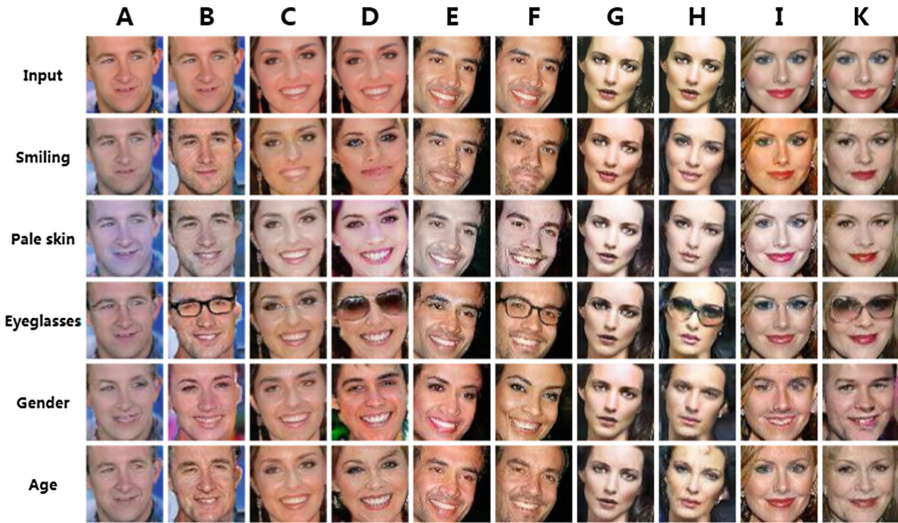 A B C D E F G H I K
Input
Smiling
Pale skin
Eyeglasses
Gender
Age